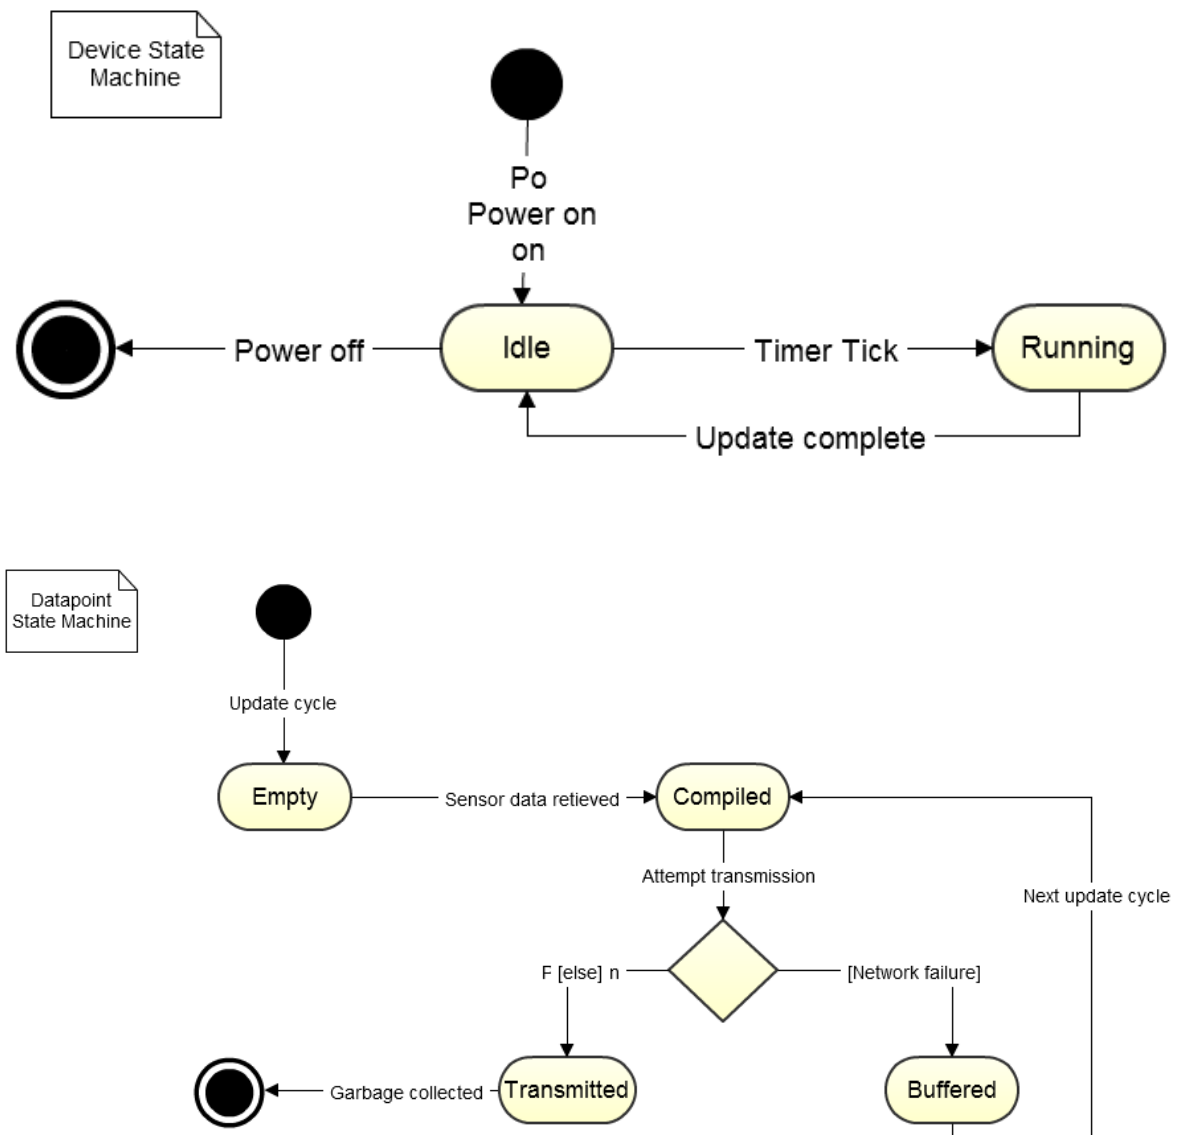 Device State
Machine
Po
Power on
on
Power off
Idle
Timer Tick
Running
Update complete
Datapoint
State Machine
Update cycle
Empty
Sensor data retieved
Compiled
Attempt transmission
Next update cycle
F [else] n
[Network failure]
Garbage collected
Transmitted
Buffered